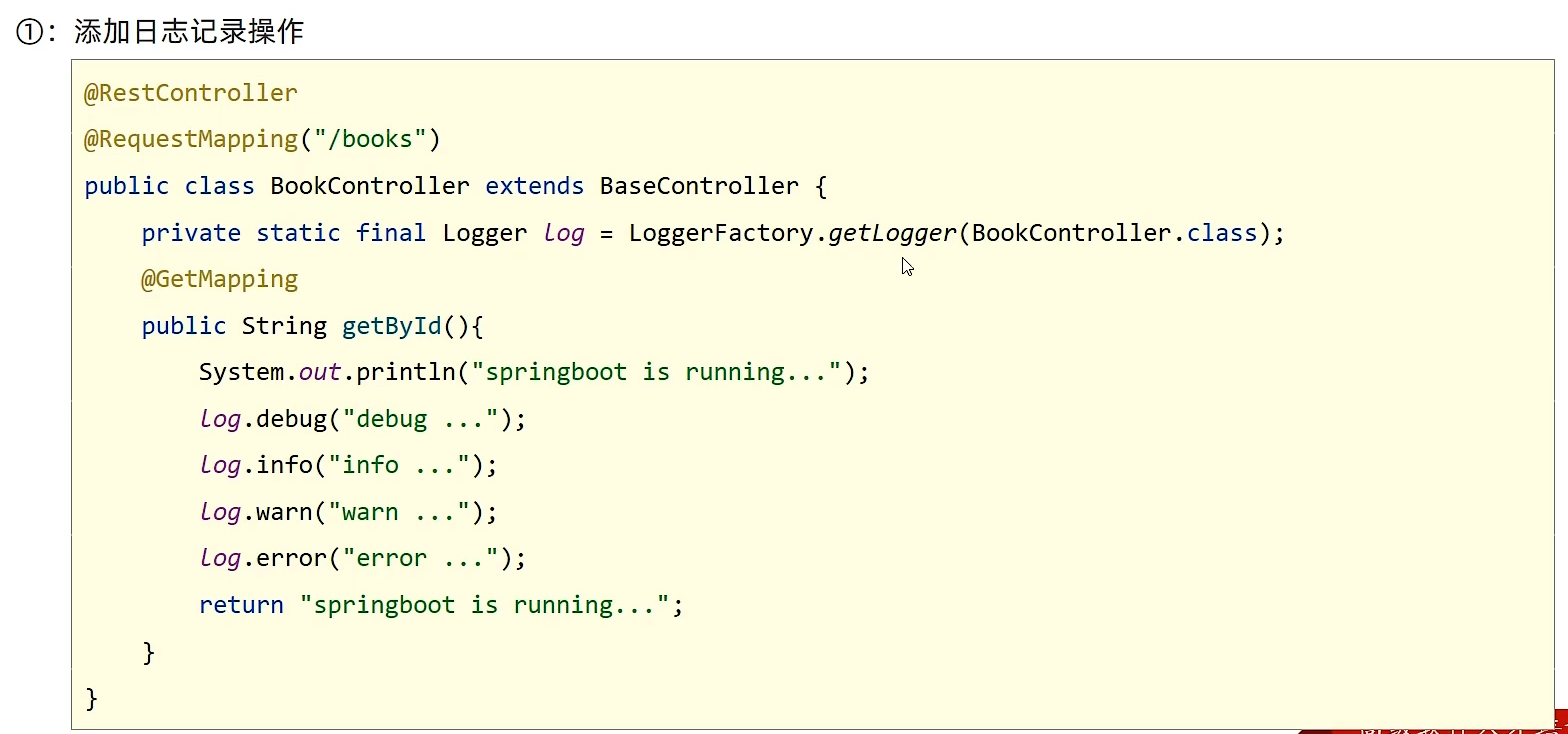 ①：添加日志记录操作
@RestController
@RequestMapping("/books")
public class BookController extends BaseController {
    private static final Logger log = LoggerFactory.getLogger(BookController.class);
    @GetMapping
    public String getById(){
        System.out.println("springboot is running...");
        log.debug("debug ...");
        log.info("info ...");
        log.warn("warn ...");
        log.error("error ...");
        return "springboot is running...";
    }
}